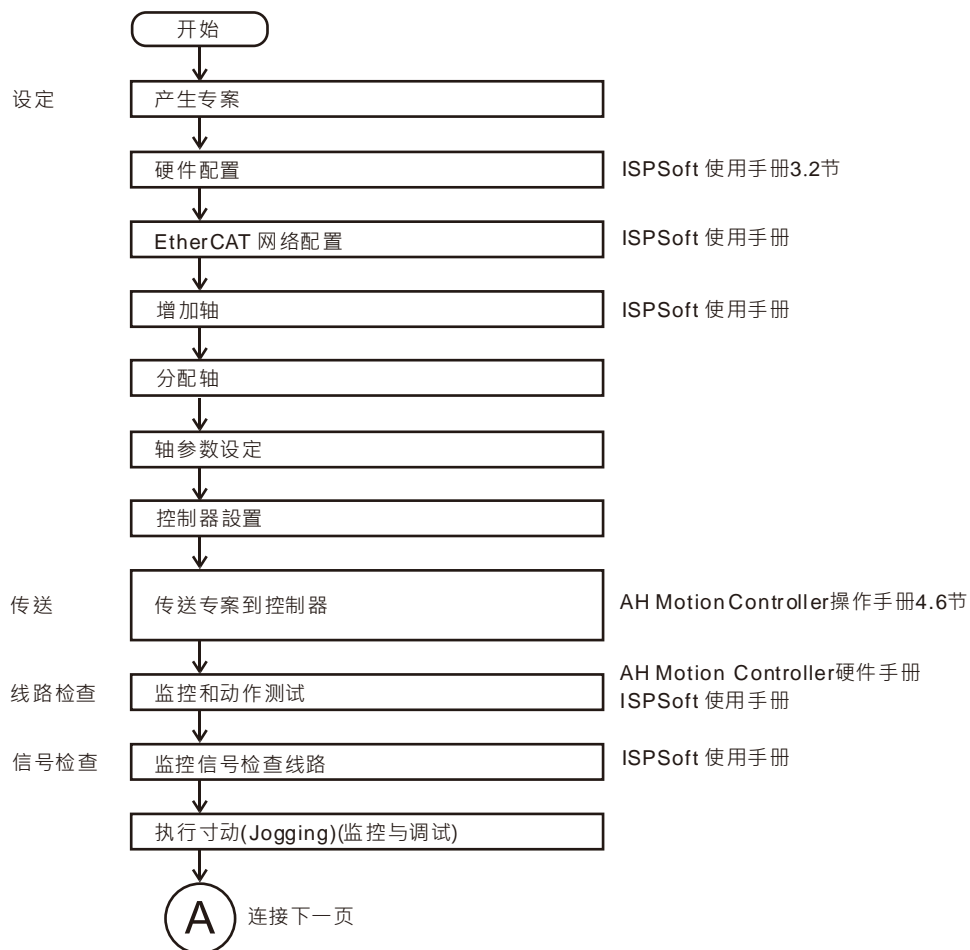 开始
设定
产生专案
硬件配置
ISPSoft 使用手册3.2节
EtherCAT 网络配置
ISPSoft 使用手册
增加轴
ISPSoft 使用手册
分配轴
轴参数设定
控制器設置
传送
传送专案到控制器
AH Motion Controller操作手册4.6节
线路检查
监控和动作测试
AH Motion Controller硬件手册
ISPSoft 使用手册
信号检查
监控信号检查线路
ISPSoft 使用手册
执行寸动(Jogging)(监控与调试)
A
连接下一页